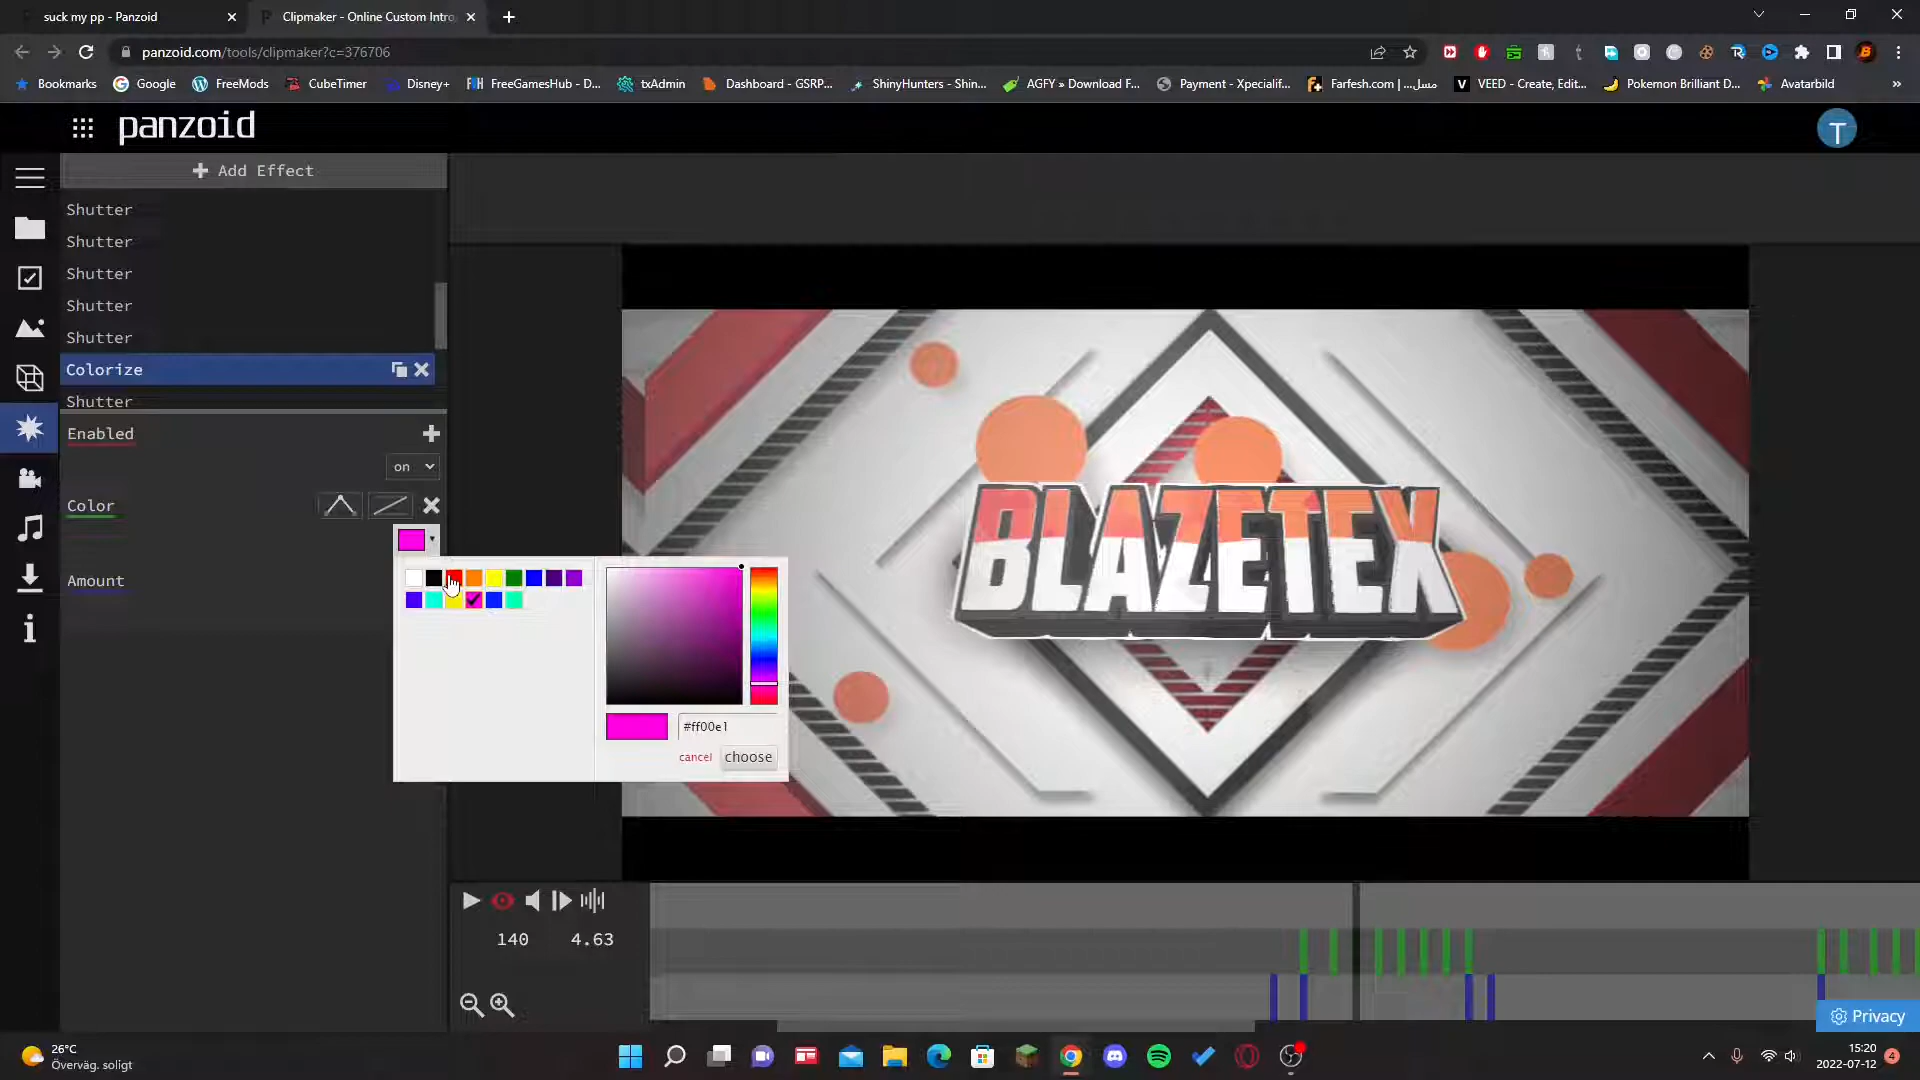 suck my pp - Panzoid
Clipmaker - Online Custom Intro
panzoid.com/tools/clipmaker?c=376706
Bookmarks
Google
FreeMods
CubeTimer
Disney+
FreeGamesHub - D...
txAdmin
Dashboard - GSRP...
ShinyHunters - Shin...
AGFY » Download F...
Payment - Xpecialif...
Farfesh.com | ...مسل
VEED - Create, Edit...
Pokemon Brilliant D...
Avatarbild
»
panzoid
T
Add Effect
Shutter
Shutter
Shutter
Shutter
Shutter
Colorize
Shutter
Enabled
on
Color
Amount
#ff00e1
cancel
choose
BLAZETEX
140
4.63
Privacy
26°C
Överväg. soligt
15:20
2022-07-12
4